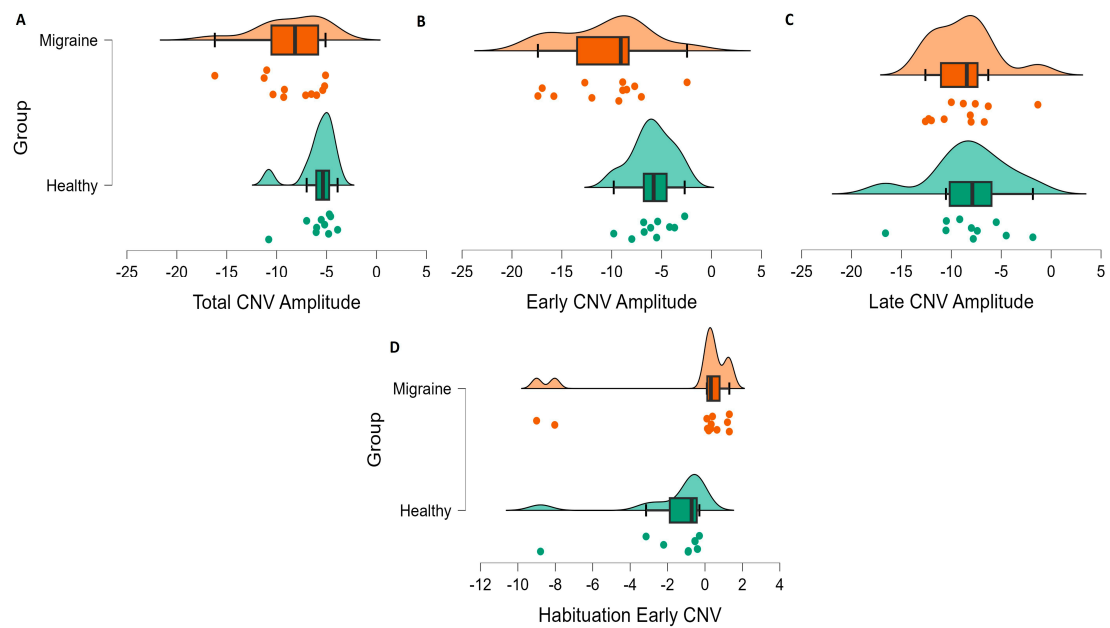 A
B
C
Migraine
Healthy
Group
-25 -20 -15 -10 -5 0 5
-25 -20 -15 -10 -5 0 5
-25 -20 -15 -10 -5 0 5
Total CNV Amplitude
Early CNV Amplitude
Late CNV Amplitude
D
Migraine
Group
Healthy
-12 -10 -8 -6 -4 -2 0 2 4
Habituation Early CNV